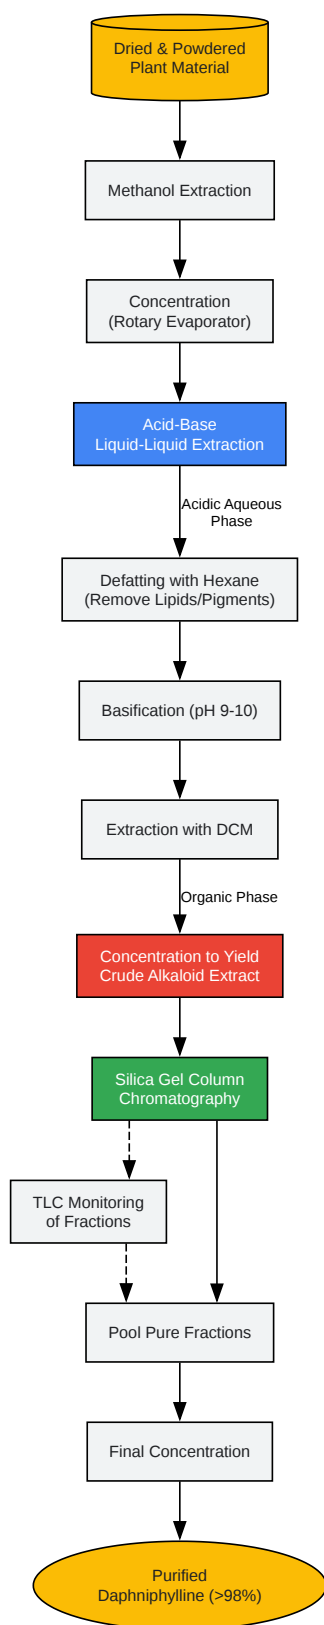 Dried & Powdered
Plant Material
Methanol Extraction
Concentration
(Rotary Evaporator)
Acid-Base
Liquid-Liquid Extraction
Acidic Aqueous
Phase
Defatting with Hexane
(Remove Lipids/Pigments)
Basification (pH 9-10)
Extraction with DCM
Organic Phase
Concentration to Yield
Crude Alkaloid Extract
Silica Gel Column
Chromatography
TLC Monitoring
of Fractions
Pool Pure Fractions
Final Concentration
Purified
Daphniphylline (>98%)